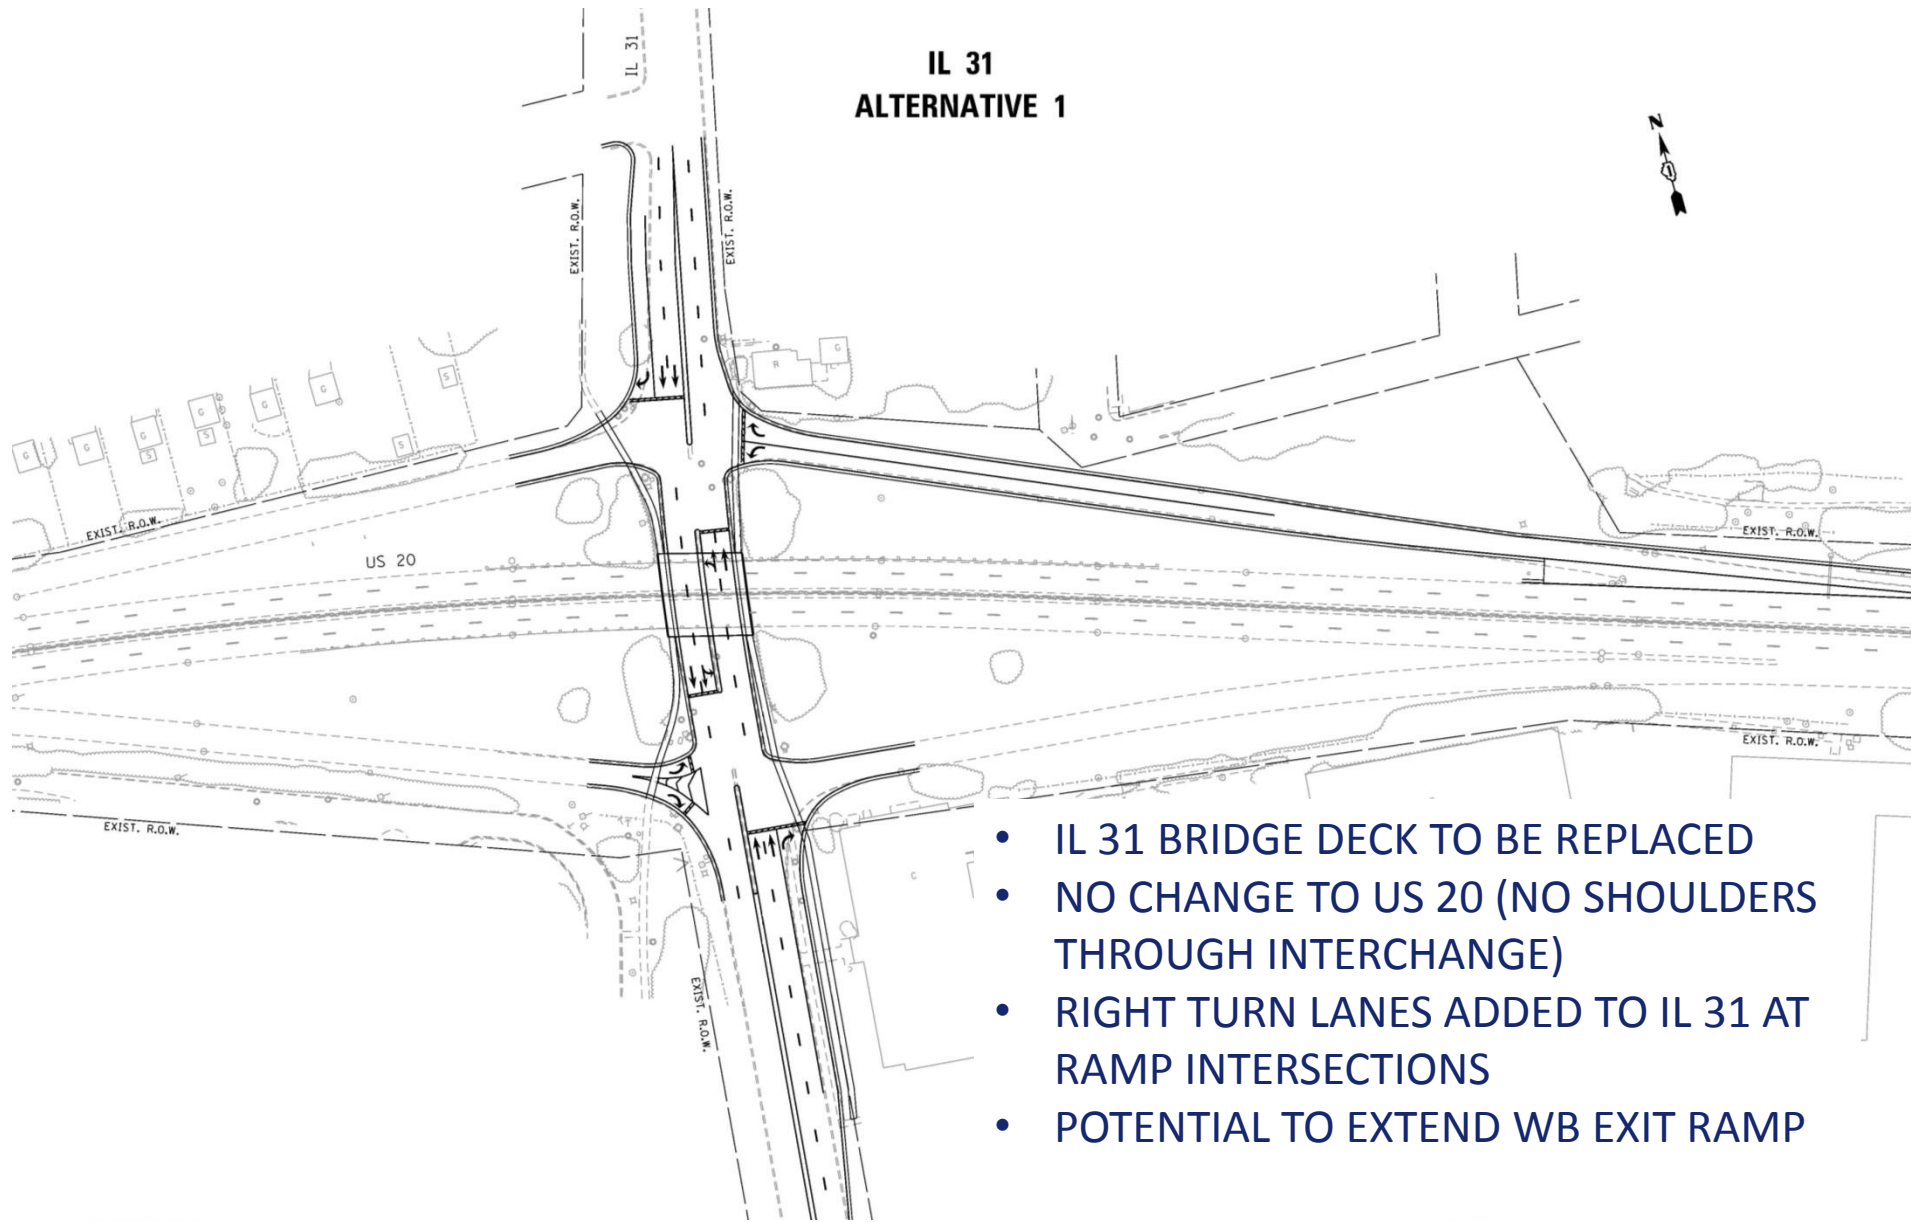 IL 31
ALTERNATIVE 1
IL 31
N
EXIST. R.O.W.
EXIST. R.O.W.
R
G
G
S
G
G
G
G
G
S
S
S
EXIST. R.O.W.
US 20
EXIST. R.O.W.
EXIST. R.O.W.
EXIST. R.O.W.
EXIST. R.O.W.
C
• IL 31 BRIDGE DECK TO BE REPLACED
• NO CHANGE TO US 20 (NO SHOULDERS
THROUGH INTERCHANGE)
• RIGHT TURN LANES ADDED TO IL 31 AT
RAMP INTERSECTIONS
• POTENTIAL TO EXTEND WB EXIT RAMP